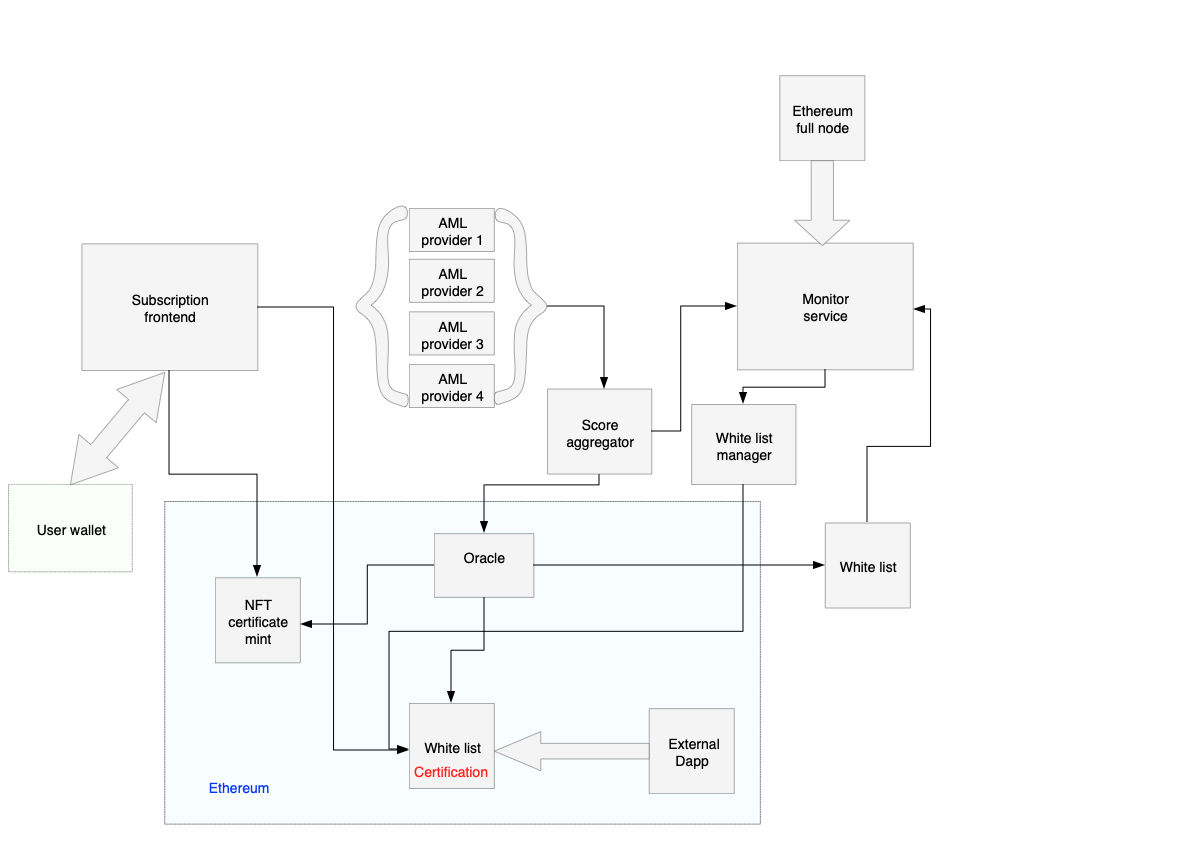 Ethereum
full node
AML
provider 1
AML
provider 2
AML
provider 3
AML
provider 4
Subscription
frontend
Monitor
service
Score
aggregator
White list
manager
User wallet
Oracle
White list
NFT
certificate
mint
White list
Certification
External
Dapp
Ethereum